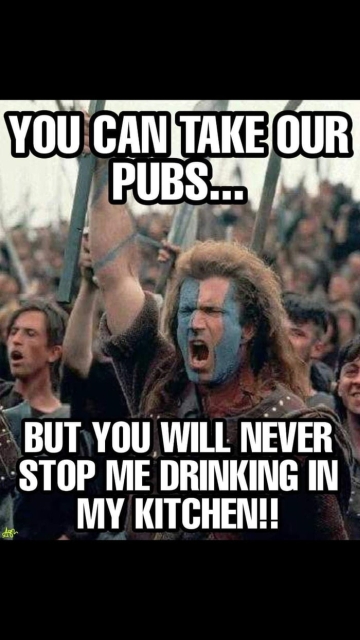 YOU CAN TAKE OUR
PUBS...
BUT YOU WILL NEVER
STOP ME DRINKING IN
MY KITCHEN!!